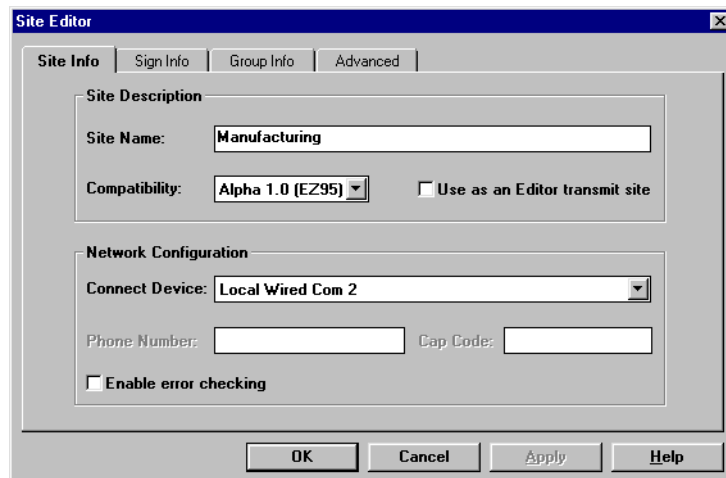 Site Editor
Site Info Sign Info Group Info Advanced
Site Description
Site Name: Manufacturing
Compatibility: Alpha 1.0 (EZ95) Use as an Editor transmit site
Network Configuration
Connect Device: Local Wired Com 2
Phone Number: Cap Code:
Enable error checking
OK Cancel Apply Help